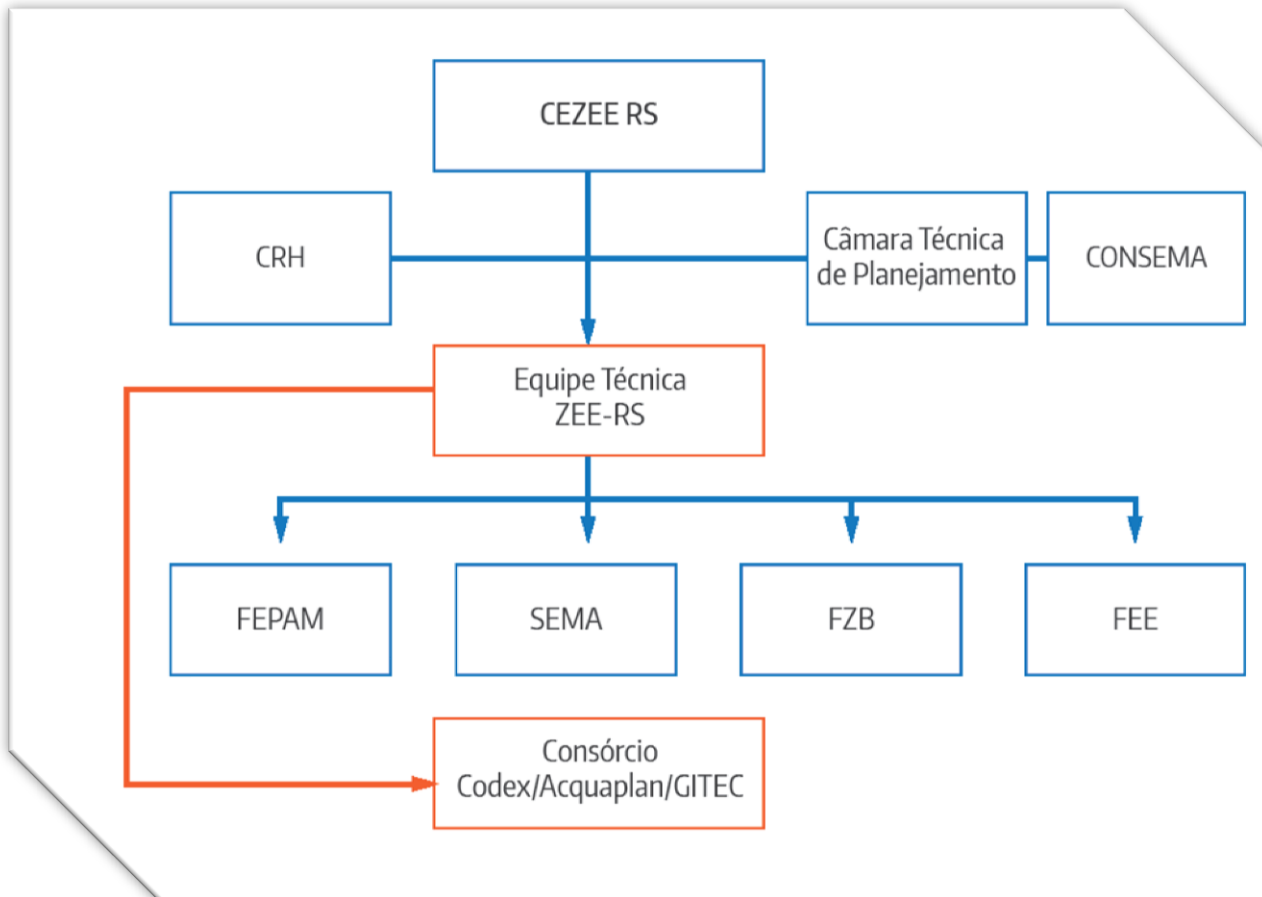 CEZEE RS
CRH
Câmara Técnica
de Planejamento
CONSEMA
Equipe Técnica
ZEE-RS
FEPAM
SEMA
FZB
FEE
Consórcio
Codex/Acquaplan/GITEC